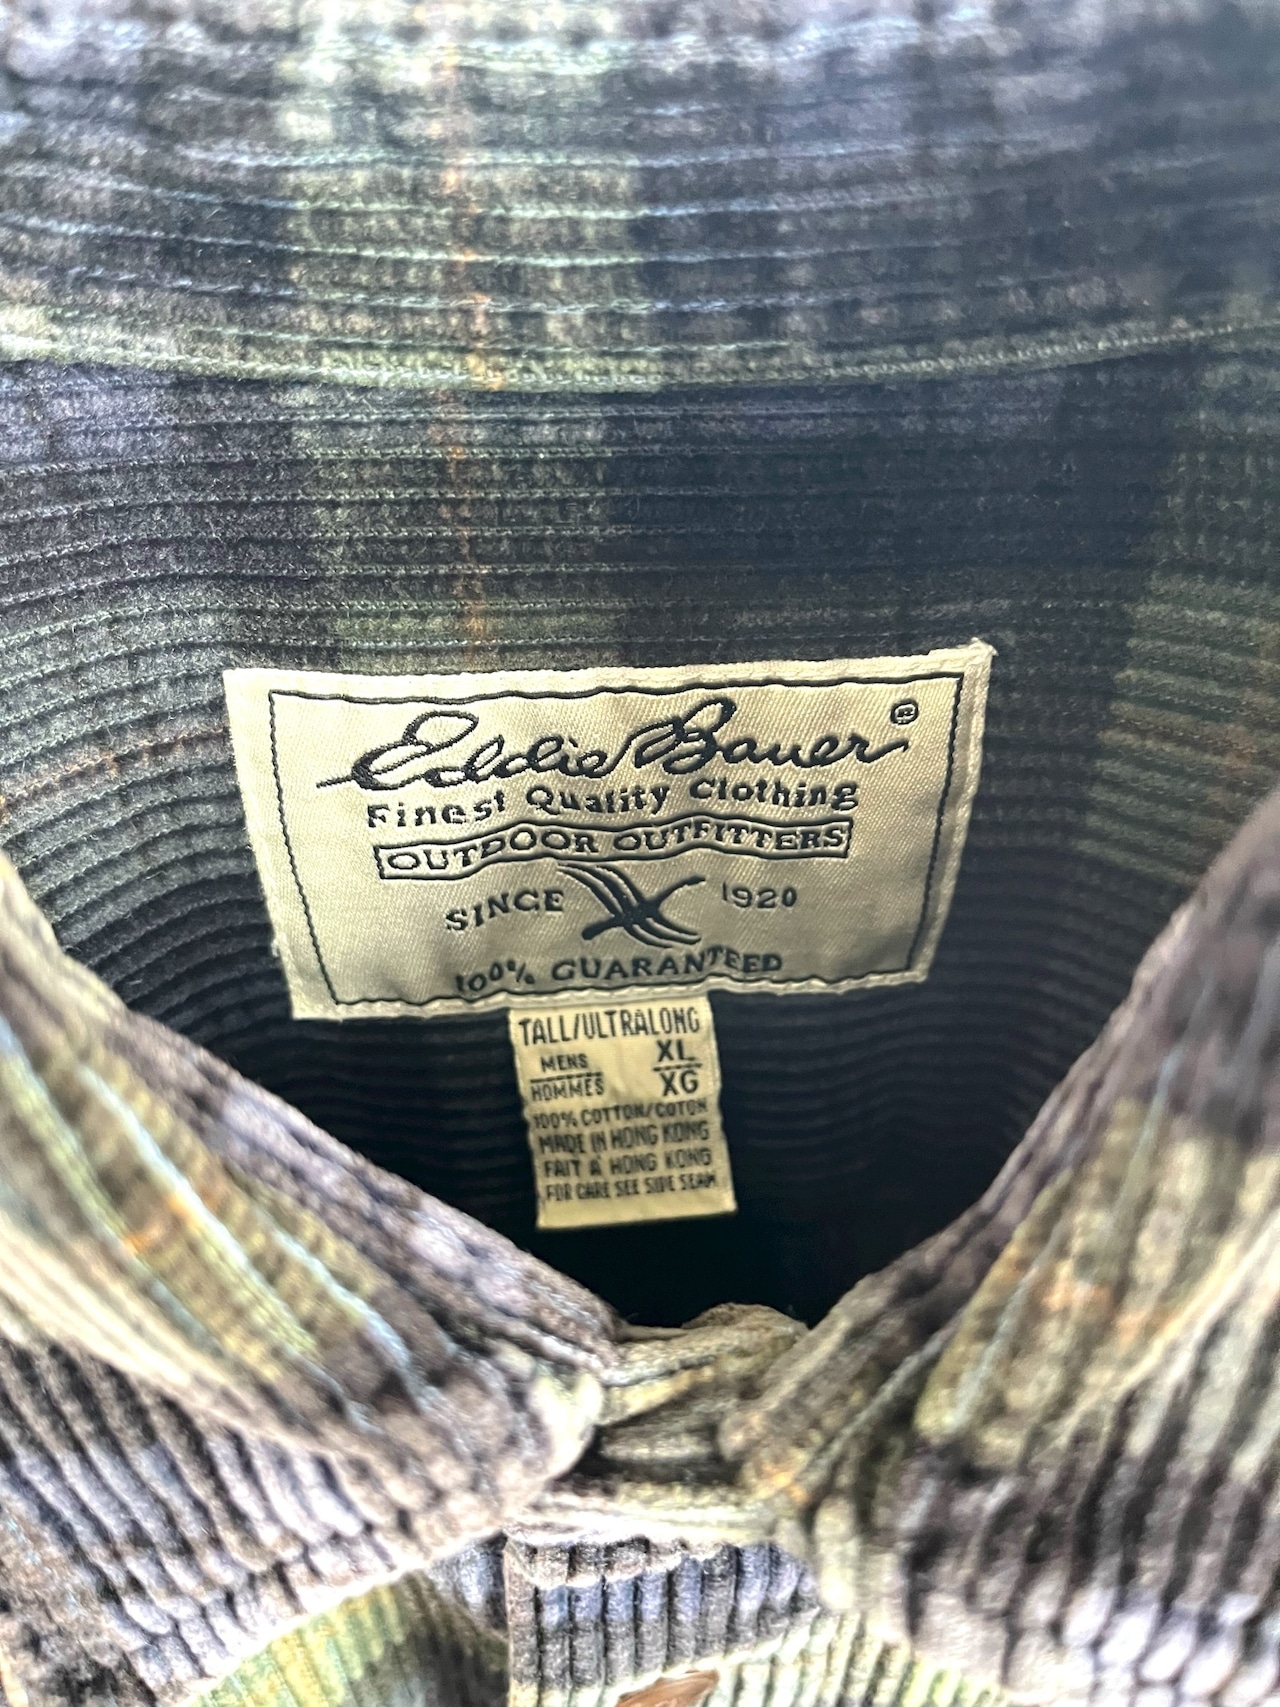 Eddie Bauer®
Finest Quality Clothing
OUTDOOR OUTFITTERS
SINCE 1920
100% GUARANTEED
TALL/ULTRALONG
MENS XL
HOMMES XG
100% COTTON/COTON
MADE IN HONG KONG
FAIT A' HONG KONG
FOR CARE SEE SIDE SEAM